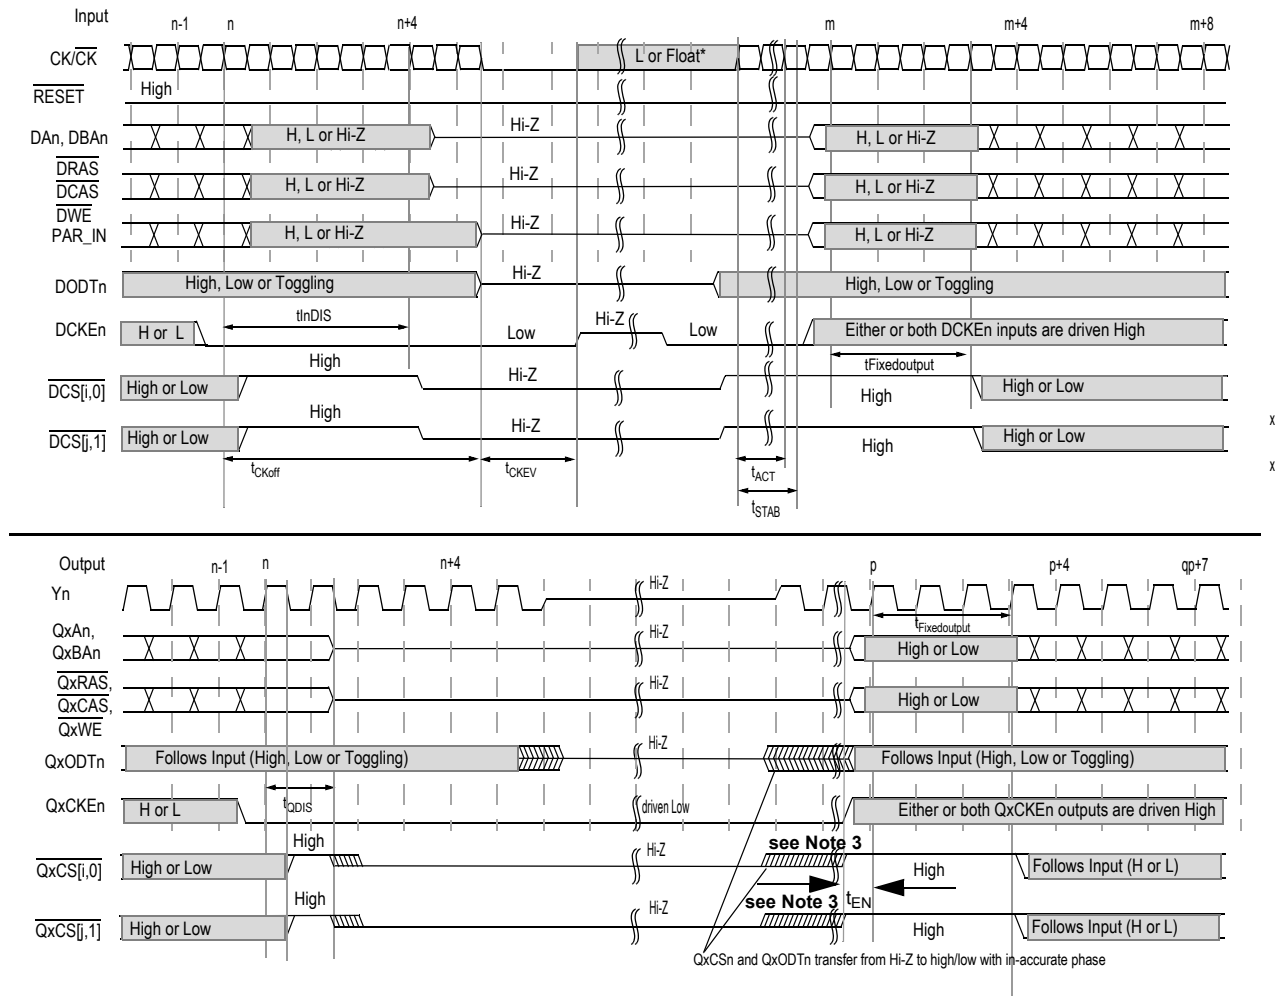 Input
n-1 n n+4 m m+4 m+8
CK/CK L or Float*
RESET High
DAn, DBAn H, L or Hi-Z Hi-Z H, L or Hi-Z
DRAS
DCAS H, L or Hi-Z Hi-Z H, L or Hi-Z
DWE
PAR_IN H, L or Hi-Z Hi-Z H, L or Hi-Z
DODTn High, Low or Toggling Hi-Z High, Low or Toggling
tInDIS
DCKEn H or L Low Hi-Z Low Either or both DCKEn inputs are driven High
High tFixedoutput
DCS[i,0] High or Low Hi-Z High High or Low
High
DCS[j,1] High or Low Hi-Z High High or Low
tCKoff tCKEV tACT
tSTAB
x
x
Output
n-1 n n+4 p p+4 qp+7
Yn Hi-Z
tFixedoutput
QxAn,
QxBAn Hi-Z High or Low
QxRAS,
QxCAS, Hi-Z High or Low
QxWE
QxODTn Follows Input (High, Low or Toggling) Hi-Z Follows Input (High, Low or Toggling)
tQDIS
QxCKEn H or L driven Low Either or both QxCKEn outputs are driven High
High see Note 3
QxCS[i,0] High or Low Hi-Z High Follows Input (H or L)
High see Note 3 tEN
QxCS[j,1] High or Low Hi-Z High Follows Input (H or L)
QxCSn and QxODTn transfer from Hi-Z to high/low with in-accurate phase